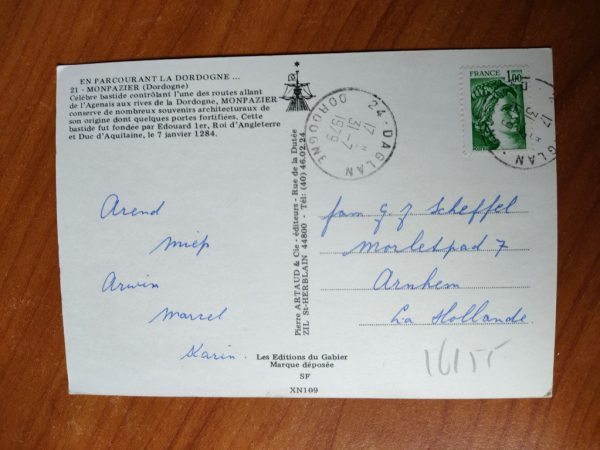 EN PARCOURANT LA DORDOGNE ...
21 - MONPAZIER (Dordogne)
Célèbre bastide contrôlant l'une des routes allant
de l'Agenais aux rives de la Dordogne, MONPAZIER
conserve de nombreux souvenirs architecturaux de
son origine dont quelques portes fortifiées. Cette
bastide fut fondée par Edouard 1er, Roi d'Angleterre
et Duc d'Aquitaine, le 7 janvier 1284.
Arend
Miep
Arwin
Marcel
Karin.
Pierre ARTAUD & Cie - éditeurs - Rue de la Dutée
ZIL St-HERBLAIN 44800 - Tél: (40) 46.02.24
Les Editions du Gabier
Marque déposée
SF
XN109
24 - DAGLAN
17 H
31-7
1979
DORDOGNE
FRANCE
1,00
fam G. J Scheffel
Morletpad 7
Arnhem
La Hollande.
16155